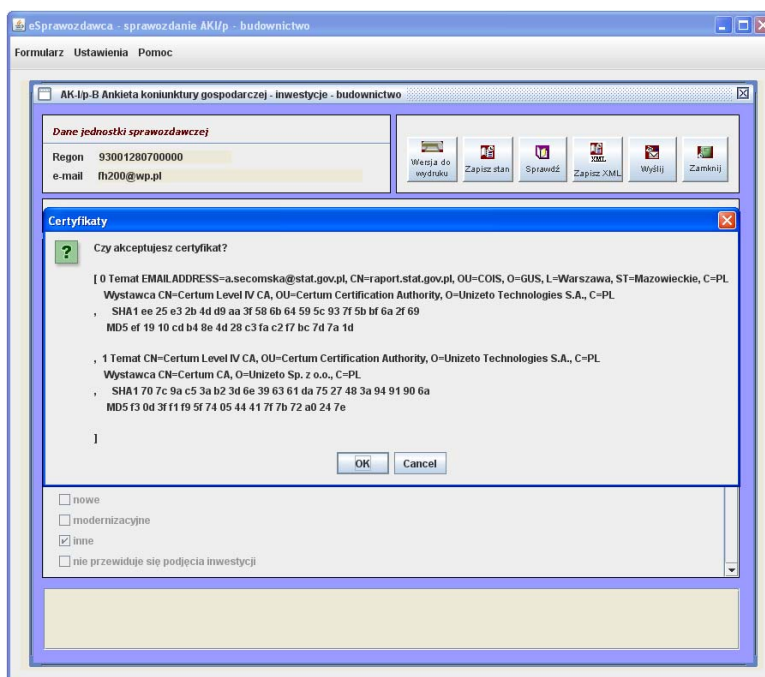 eSprawozdawca - sprawozdanie AKI/p - budownictwo
Formularz Ustawienia Pomoc
AK-I/p-B Ankieta koniunktury gospodarczej - inwestycje - budownictwo
Dane jednostki sprawozdawczej
Regon 93001280700000
e-mail fh200@wp.pl
Wersja do wydruku
Zapisz stan
Sprawdź
XML
Zapisz XML
Wyślij
Zamknij
Certyfikaty
Czy akceptujesz certyfikat?
[ 0 Temat EMAILADDRESS=a.secomska@stat.gov.pl, CN=raport.stat.gov.pl, OU=COIS, O=GUS, L=Warszawa, ST=Mazowieckie, C=PL
Wystawca CN=Certum Level IV CA, OU=Certum Certification Authority, O=Unizeto Technologies S.A., C=PL
, SHA1 ee 25 e3 2b 4d d9 aa 3f 58 6b 64 59 5c 93 7f 5b bf 6a 2f 69
MD5 ef 19 10 cd b4 8e 4d 28 c3 fa c2 f7 bc 7d 7a 1d
, 1 Temat CN=Certum Level IV CA, OU=Certum Certification Authority, O=Unizeto Technologies S.A., C=PL
Wystawca CN=Certum CA, O=Unizeto Sp. z o.o., C=PL
, SHA1 70 7c 9a c5 3a b2 3d 6e 39 63 61 da 75 27 48 3a 94 91 90 6a
MD5 f3 0d 3f f1 f9 5f 74 05 44 41 7f 7b 72 a0 24 7e
]
OK Cancel
nowe
modernizacyjne
inne
nie przewiduje się podjęcia inwestycji